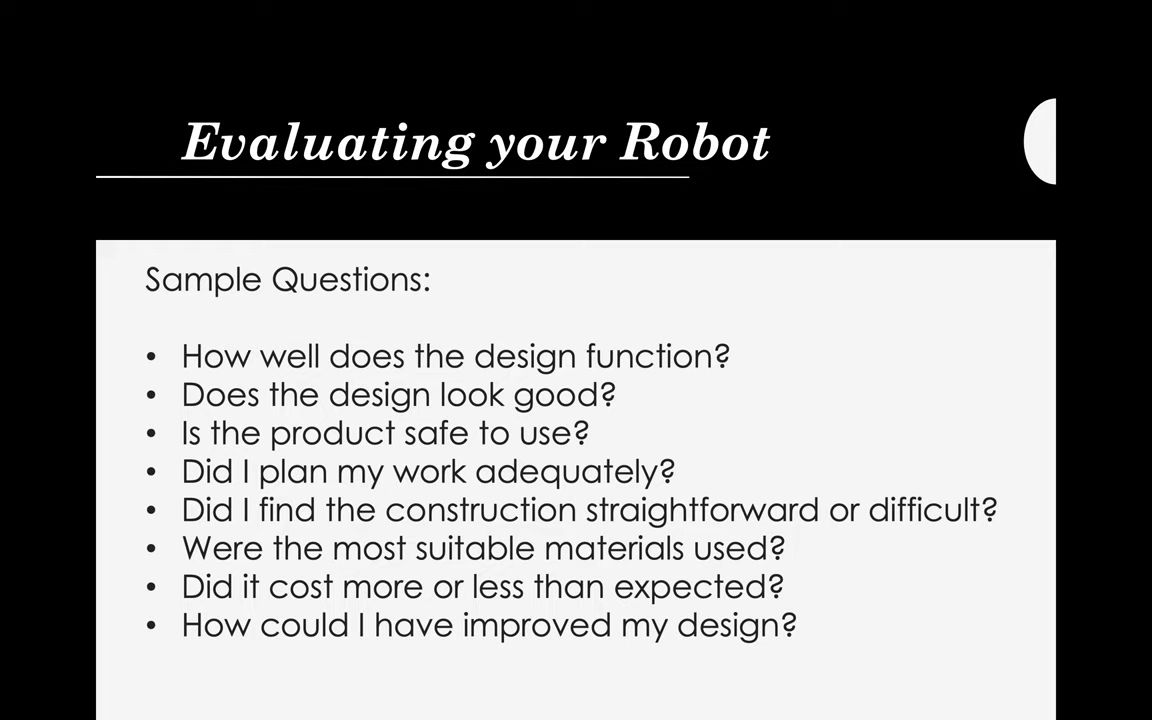 Evaluating your Robot
Sample Questions:
• How well does the design function?
• Does the design look good?
• Is the product safe to use?
• Did I plan my work adequately?
• Did I find the construction straightforward or difficult?
• Were the most suitable materials used?
• Did it cost more or less than expected?
• How could I have improved my design?